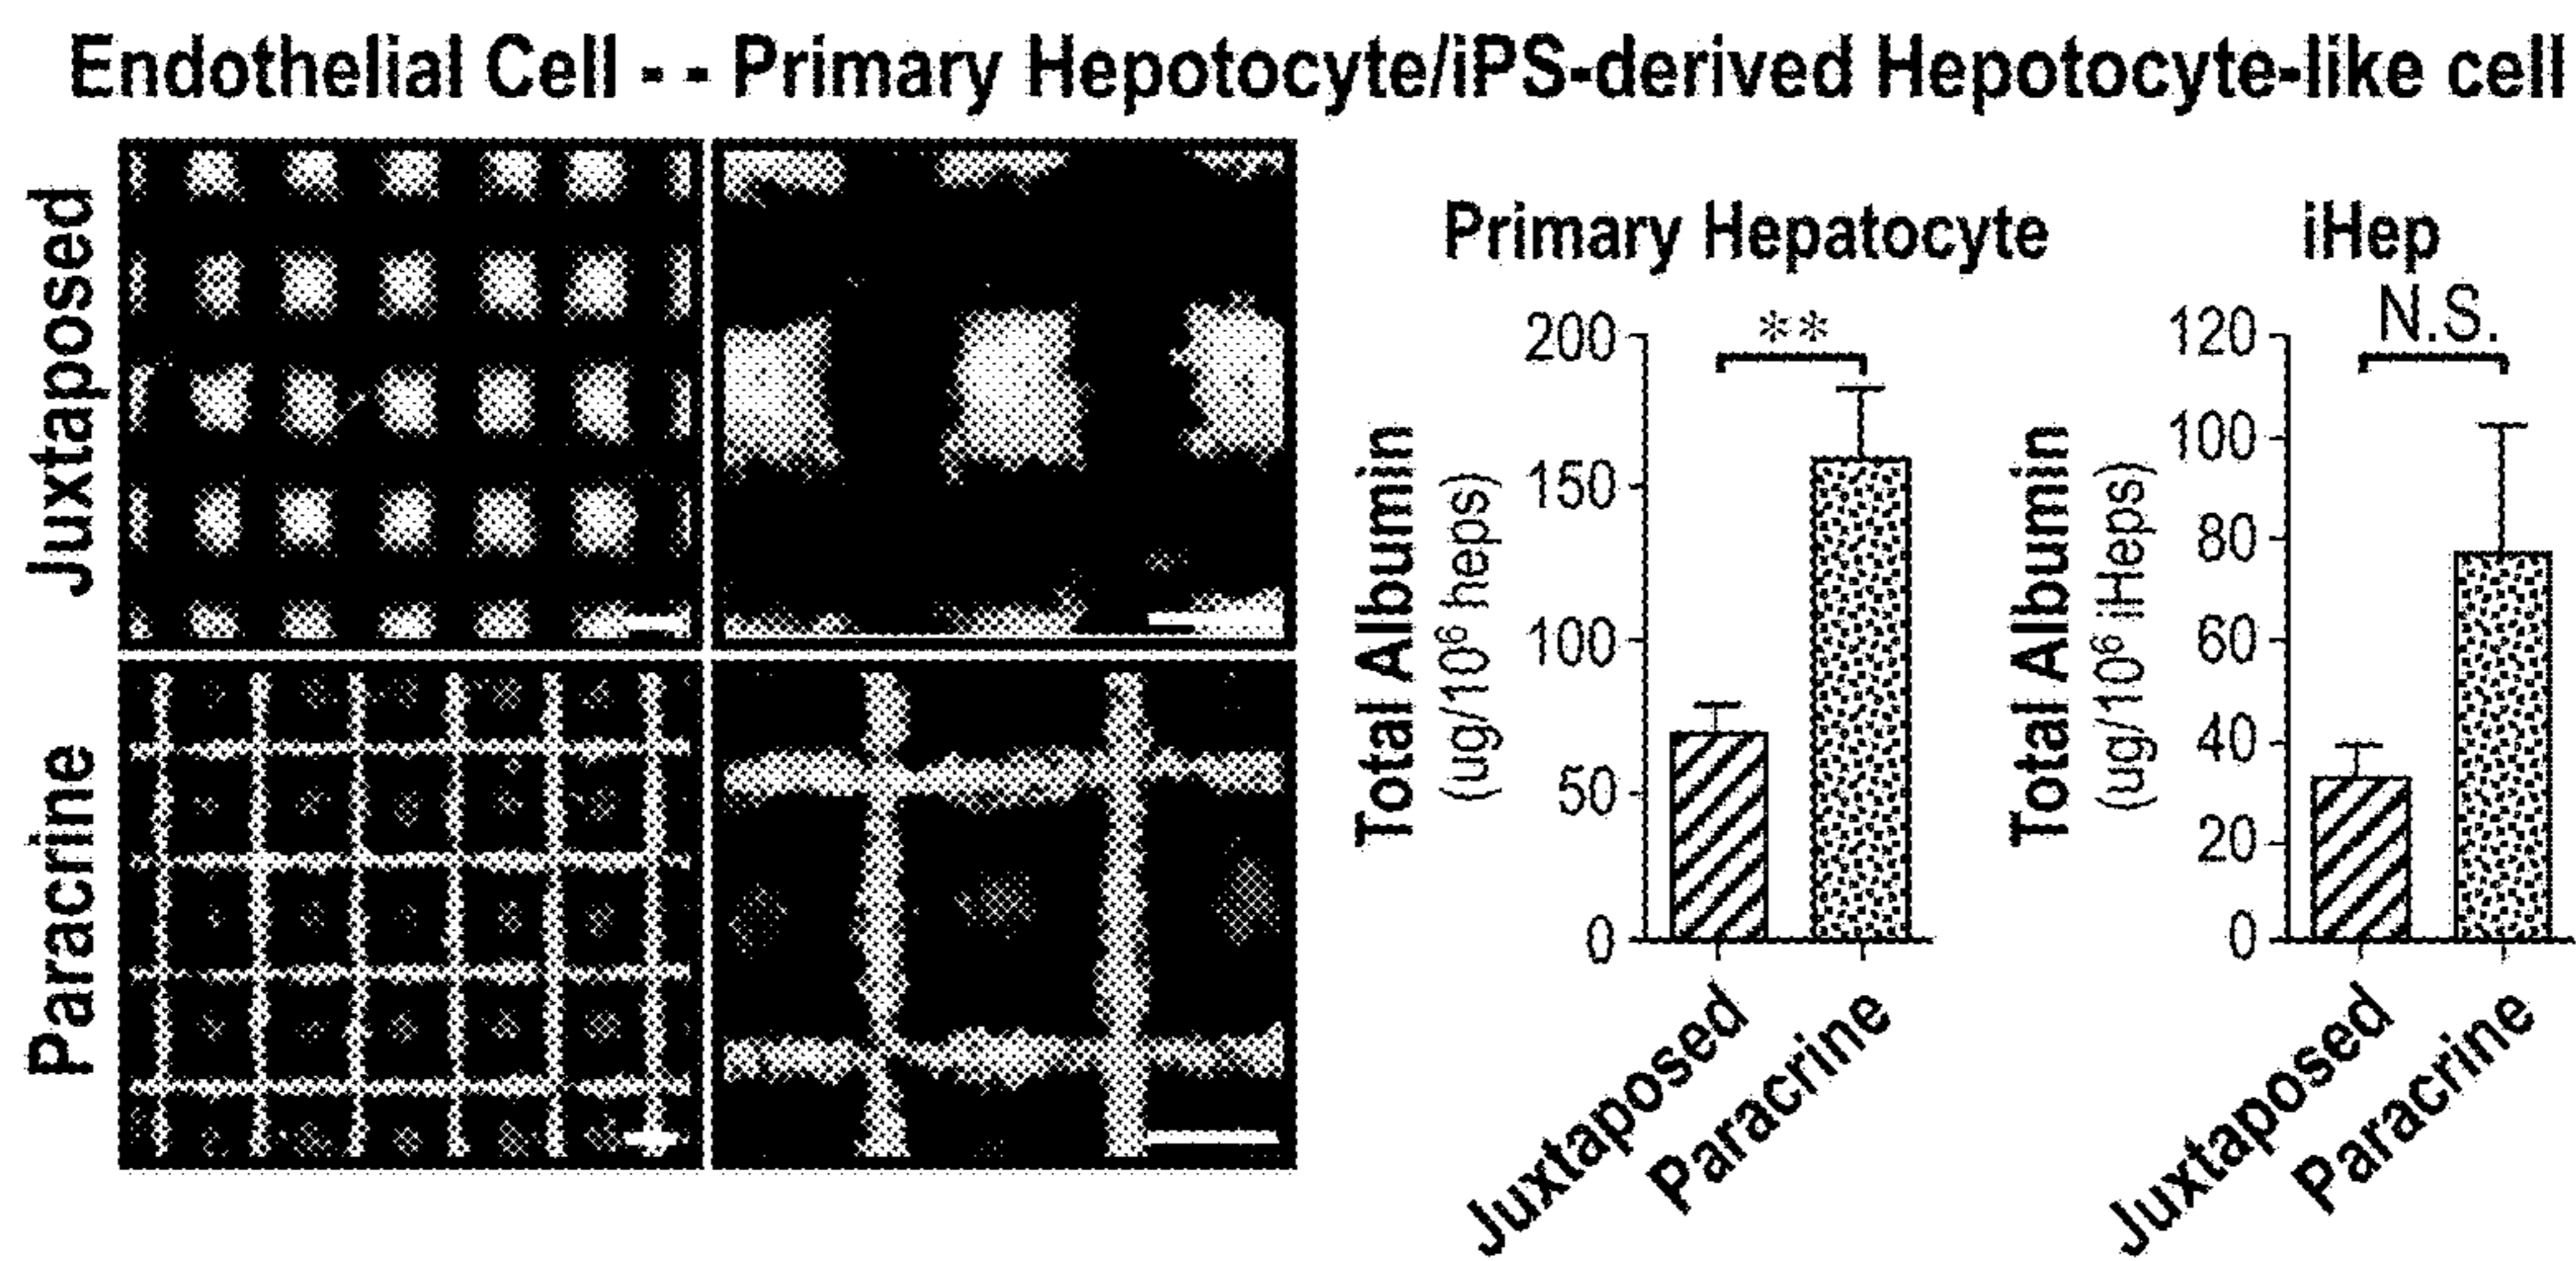 Endothelial Cell - - Primary Hepotocyte/iPS-derived Hepotocyte-like cell
Juxtaposed
Paracrine
Primary Hepatocyte
Total Albumin
(ug/10⁶ heps)
200
150
100
50
0
**
Juxtaposed
Paracrine
iHep
Total Albumin
(ug/10⁶ iHeps)
120
100
80
60
40
20
0
N.S.
Juxtaposed
Paracrine